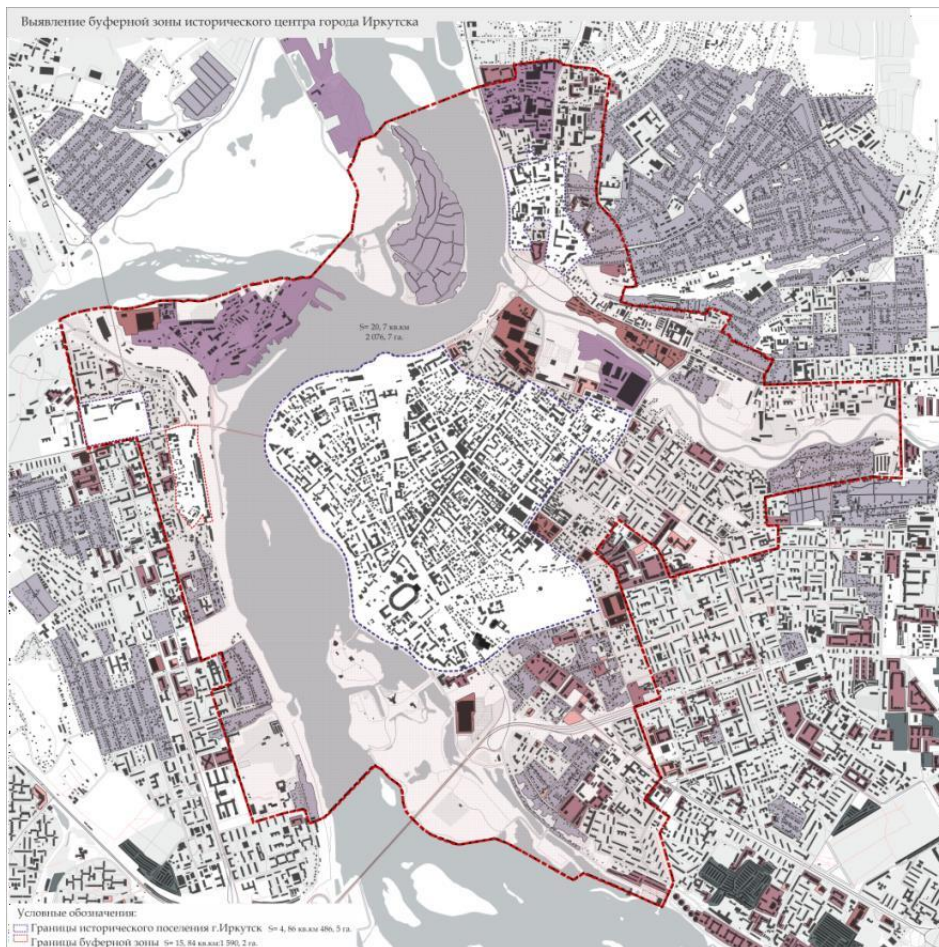 Выявление буферной зоны исторического центра города Иркутска
S= 20, 7 кв.км
2 076, 7 га.
Условные обозначения:
Границы исторического поселения г.Иркутск S= 4, 86 кв.км 486, 5 га.
Границы буферной зоны S= 15, 84 кв.км/1 590, 2 га.